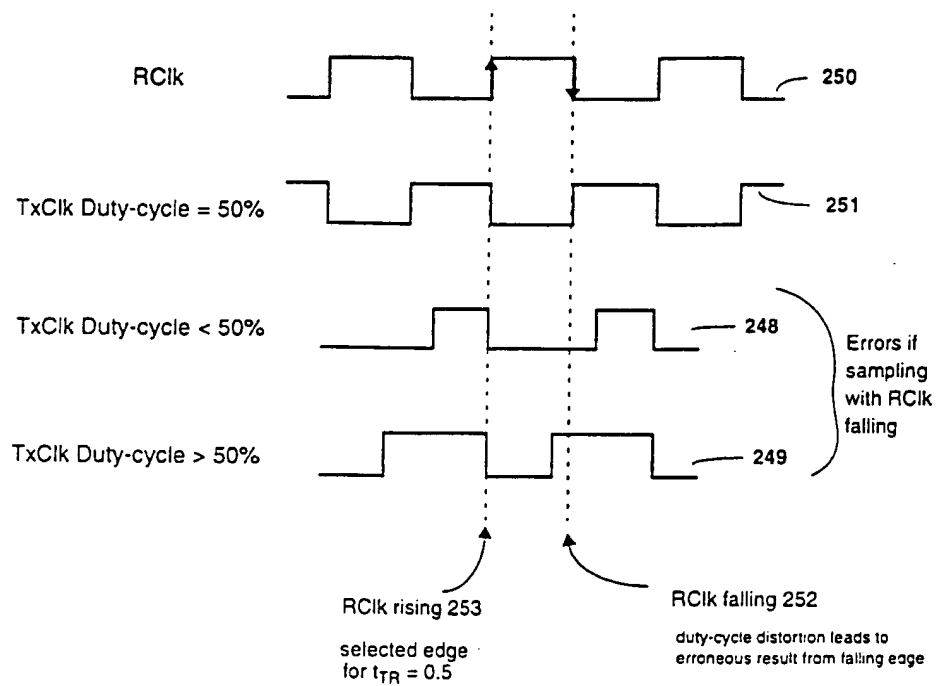 RClk
250
TxClk Duty-cycle = 50%
251
TxClk Duty-cycle < 50%
248
Errors if
sampling
with RClk
falling
TxClk Duty-cycle > 50%
249
RClk rising 253
selected edge
for tTR = 0.5
RClk falling 252
duty-cycle distortion leads to
erroneous result from falling edge